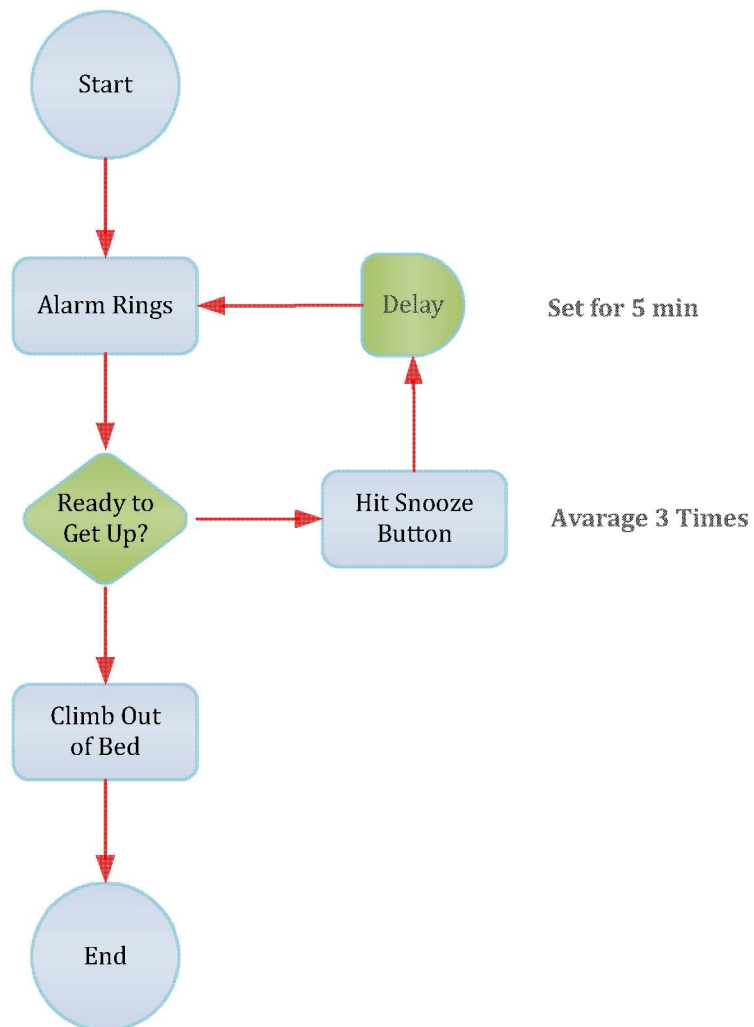 Start
Alarm Rings
Delay
Set for 5 min
Ready to
Get Up?
Hit Snooze
Button
Avarage 3 Times
Climb Out
of Bed
End